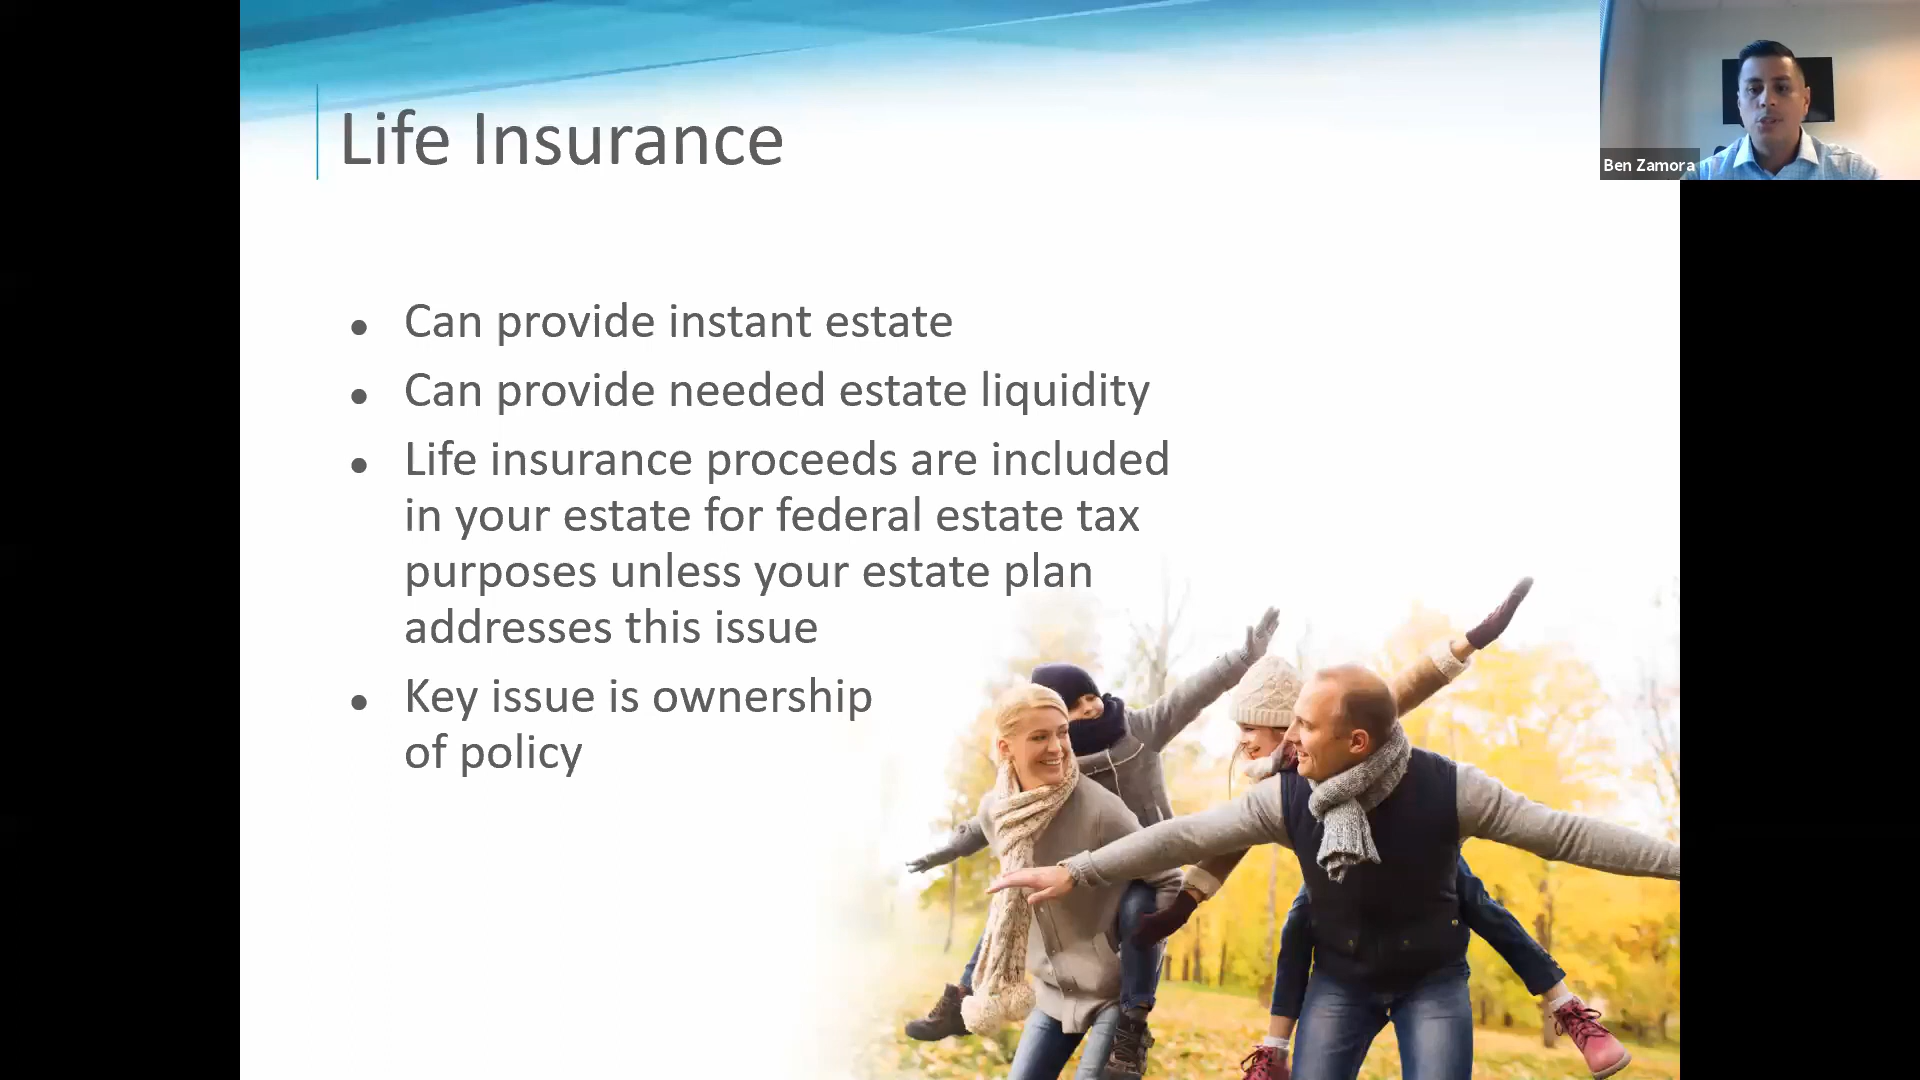 Life Insurance
Ben Zamora
● Can provide instant estate
● Can provide needed estate liquidity
● Life insurance proceeds are included
in your estate for federal estate tax
purposes unless your estate plan
addresses this issue
● Key issue is ownership
of policy